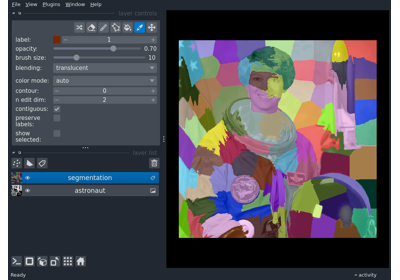 File View Plugins Window Help
layer controls
label: 1
opacity: 0.70
brush size: 10
blending: translucent
color mode: auto
contour: 0
n edit dim: 2
contiguous:
preserve
labels:
show
selected:
layer list
segmentation
astronaut
Ready activity